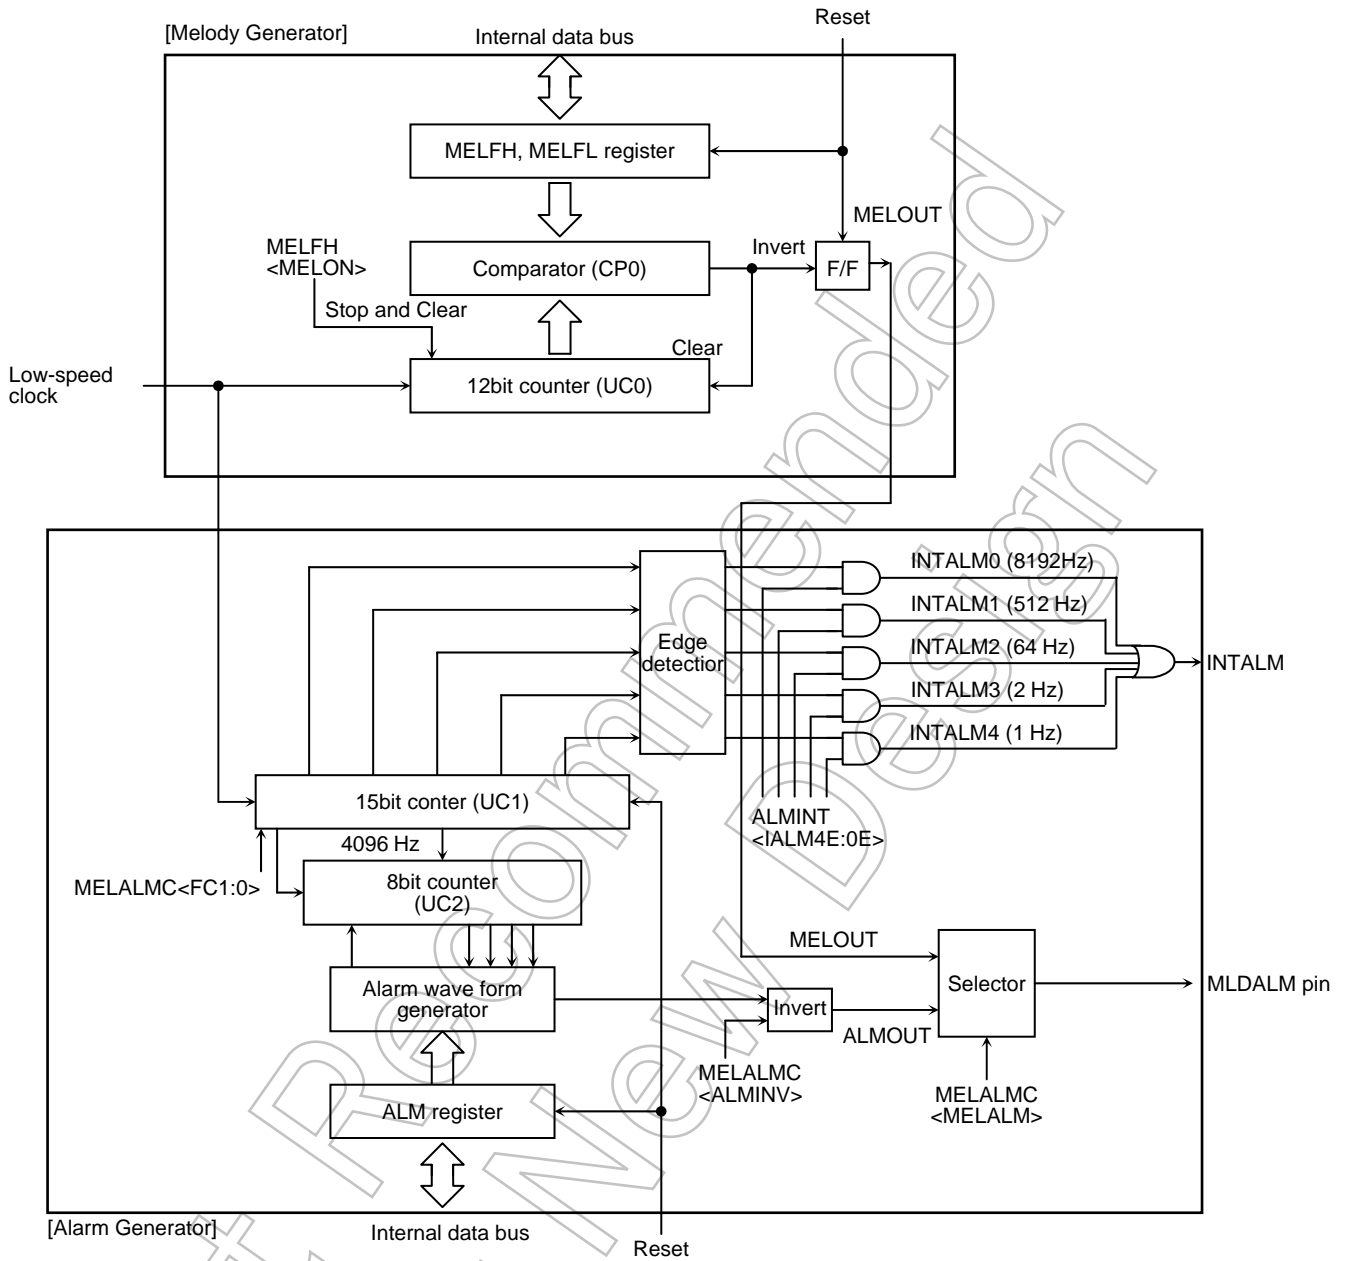 Reset
[Melody Generator]
Internal data bus
MELFH, MELFL register
MELOUT
MELFH
<MELON>
Invert
Comparator (CP0)
F/F
Stop and Clear
Clear
Low-speed
clock
12bit counter (UC0)
INTALM0 (8192Hz)
INTALM1 (512 Hz)
Edge
detection
INTALM2 (64 Hz)
INTALM
INTALM3 (2 Hz)
INTALM4 (1 Hz)
15bit conter (UC1)
ALMINT
<IALM4E:0E>
4096 Hz
MELALMC<FC1:0>
8bit counter
(UC2)
MELOUT
Alarm wave form
generator
Selector
MLDALM pin
Invert
ALMOUT
MELALMC
<ALMINV>
MELALMC
<MELALM>
ALM register
[Alarm Generator]
Internal data bus
Reset
Recommended
New Design